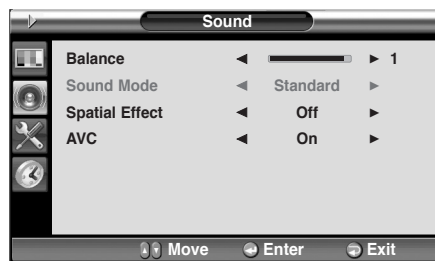 Sound
Balance 1
Sound Mode Standard
Spatial Effect Off
AVC On
Move Enter Exit